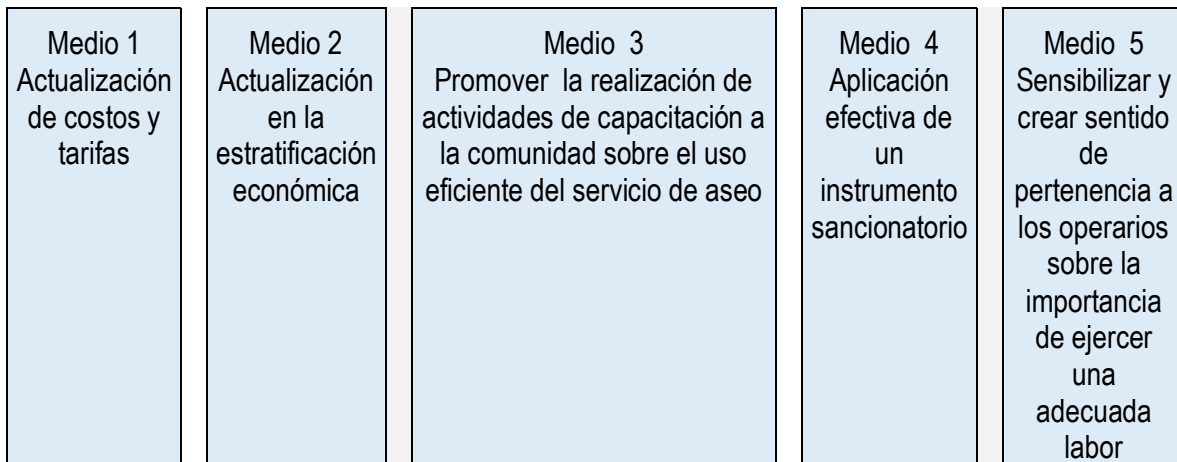 Medio 1
Actualización
de costos y
tarifas
Medio 2
Actualización
en la
estratificación
económica
Medio 3
Promover la realización de
actividades de capacitación a
la comunidad sobre el uso
eficiente del servicio de aseo
Medio 4
Aplicación
efectiva de
un
instrumento
sancionatorio
Medio 5
Sensibilizar y
crear sentido
de
pertenencia a
los operarios
sobre la
importancia
de ejercer
una
adecuada
labor